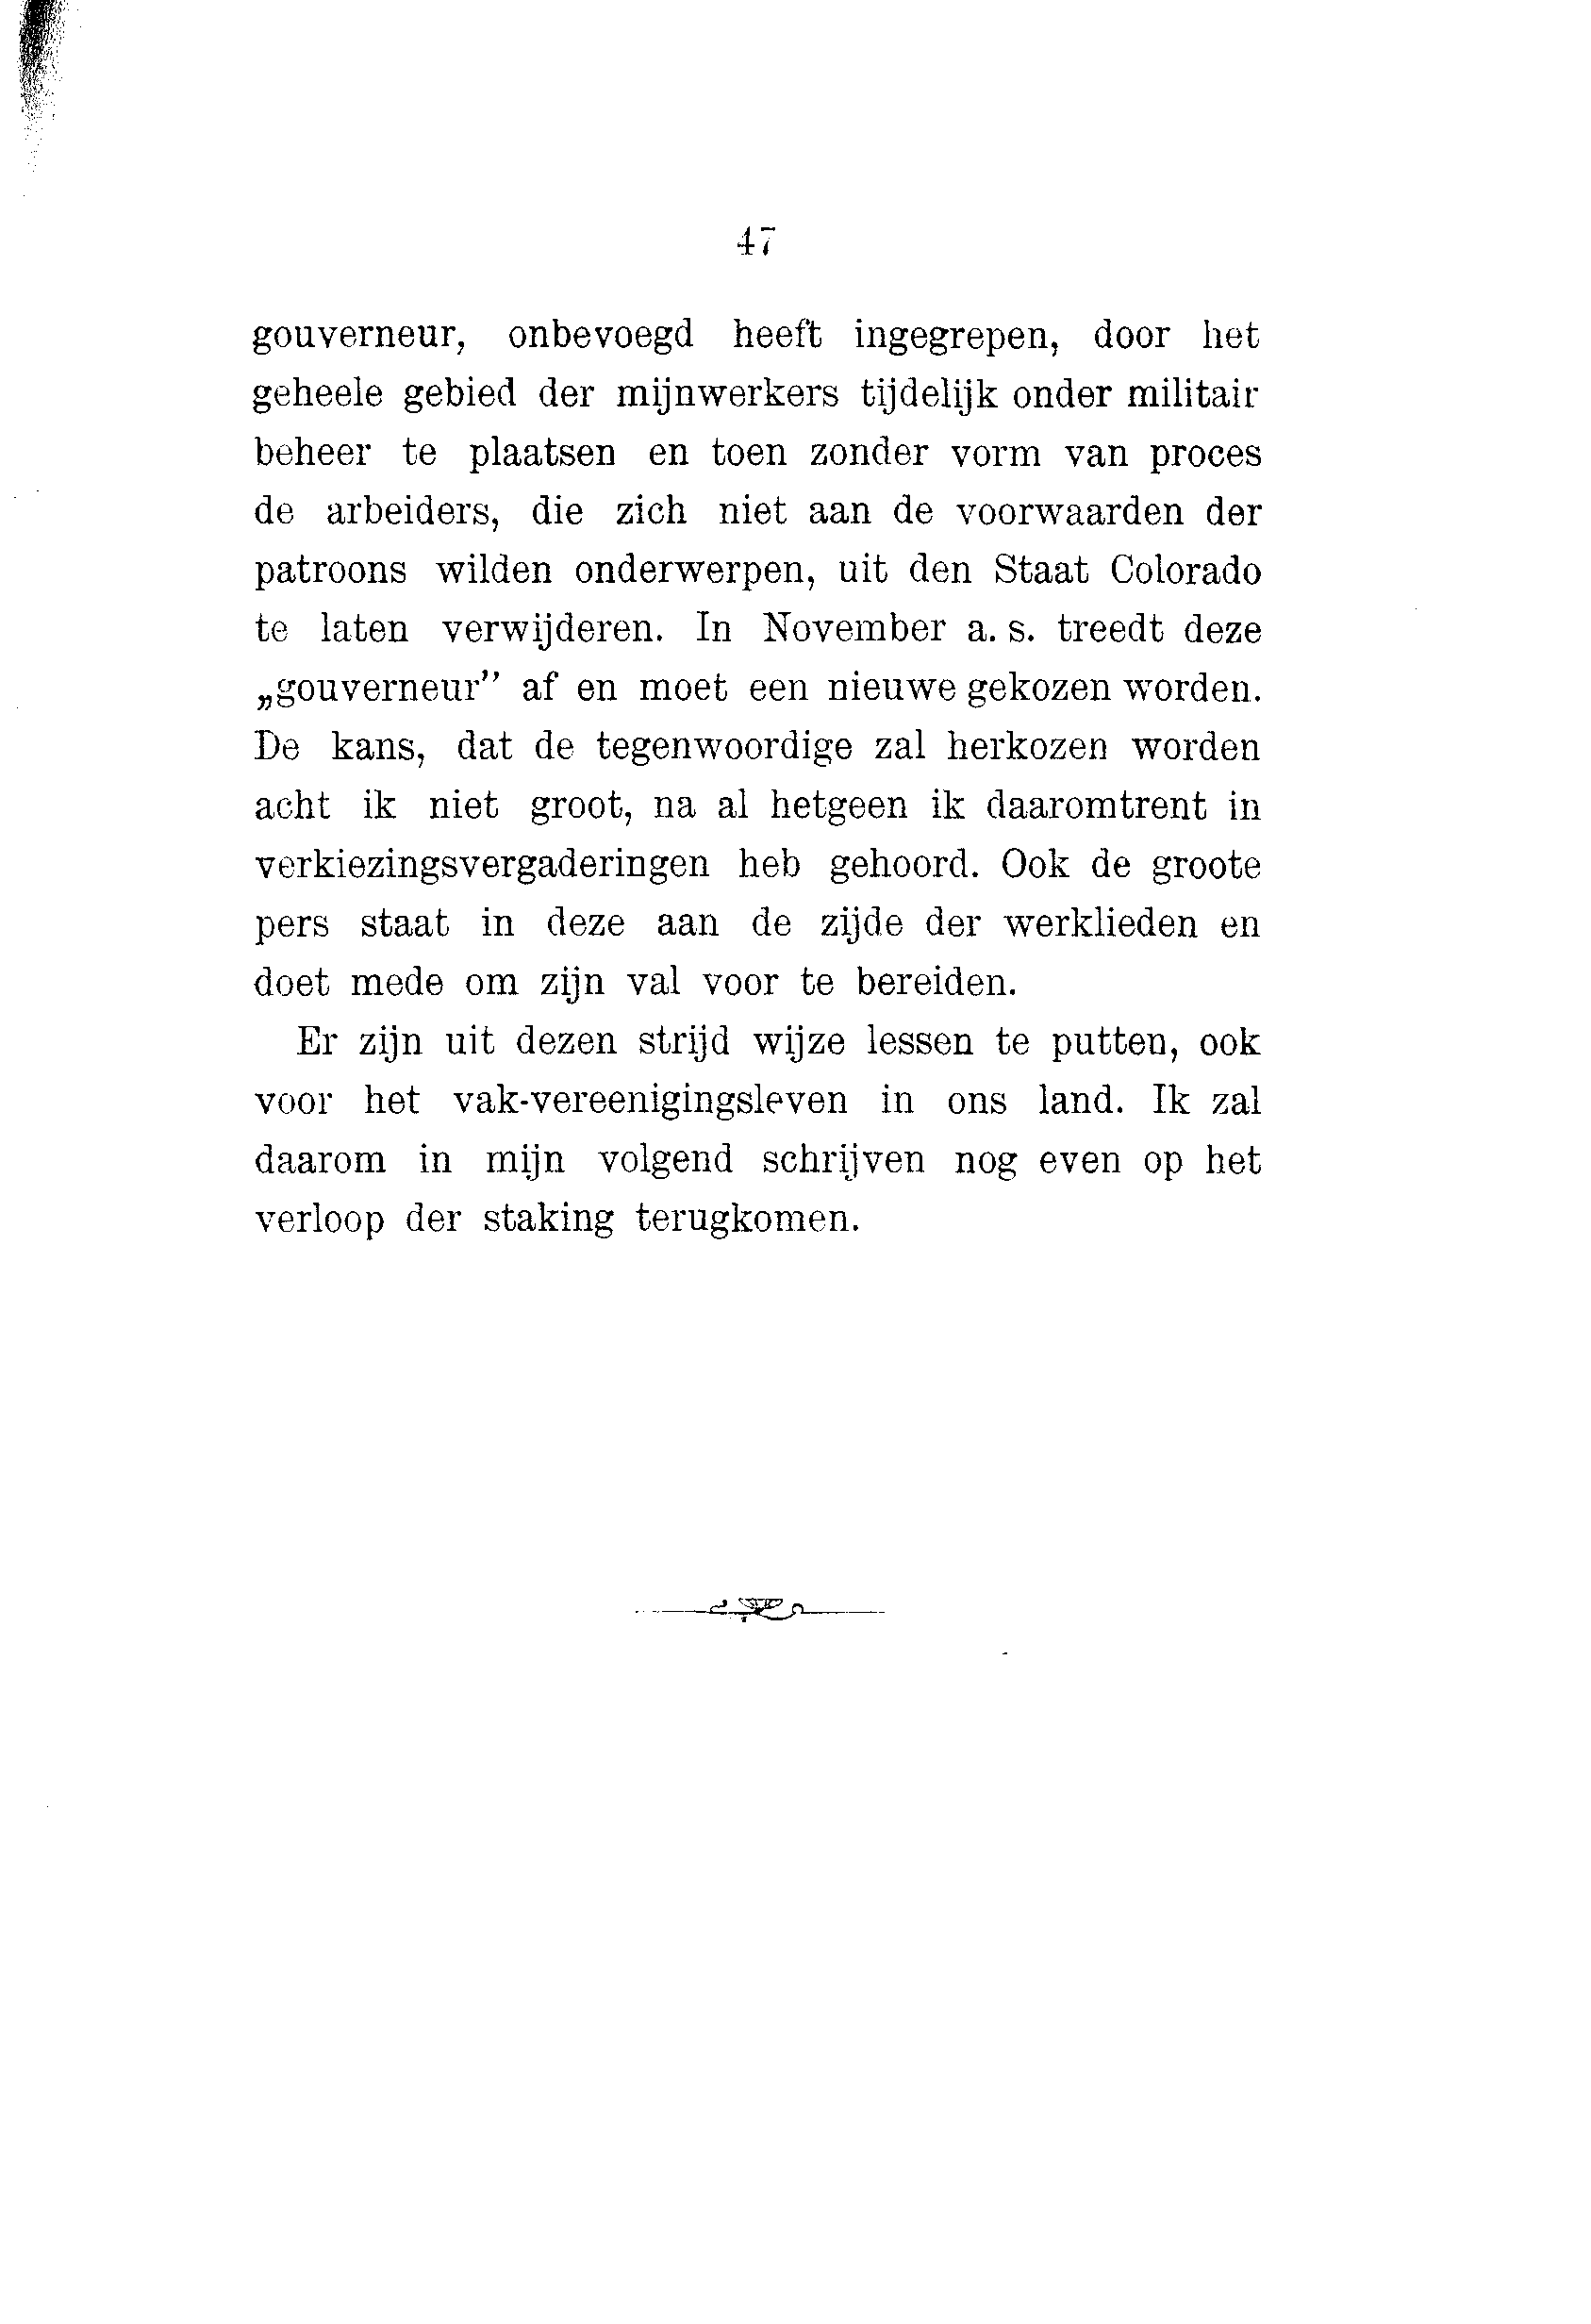 47
gouverneur, onbevoegd heeft ingegrepen, door het
geheele gebied der mijnwerkers tijdelijk onder militair
beheer te plaatsen en toen zonder vorm van proces
de arbeiders, die zich niet aan de voorwaarden der
patroons wilden onderwerpen, uit den Staat Colorado
te laten verwijderen. In November a. s. treedt deze
„gouverneur” af en moet een nieuwe gekozen worden.
De kans, dat de tegenwoordige zal herkozen worden
acht ik niet groot, na al hetgeen ik daaromtrent in
verkiezingsvergaderingen heb gehoord. Ook de groote
pers staat in deze aan de zijde der werklieden en
doet mede om zijn val voor te bereiden.
Er zijn uit dezen strijd wijze lessen te putten, ook
voor het vak-vereenigingsleven in ons land. Ik zal
daarom in mijn volgend schrijven nog even op het
verloop der staking terugkomen.